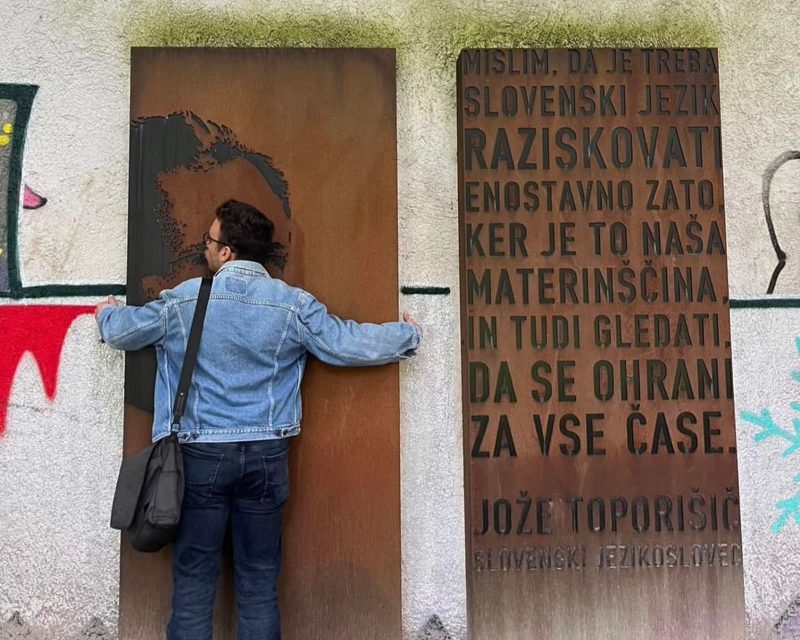 MISLIM, DA JE TREBA
SLOVENSKI JEZIK
RAZISKOVATI
ENOSTAVNO ZATO,
KER JE TO NAŠA
MATERINŠČINA,
IN TUDI GLEDATI,
DA SE OHRANI
ZA VSE ČASE.
JOŽE TOPORIŠIČ
SLOVENSKI JEZIKOSLOVEC